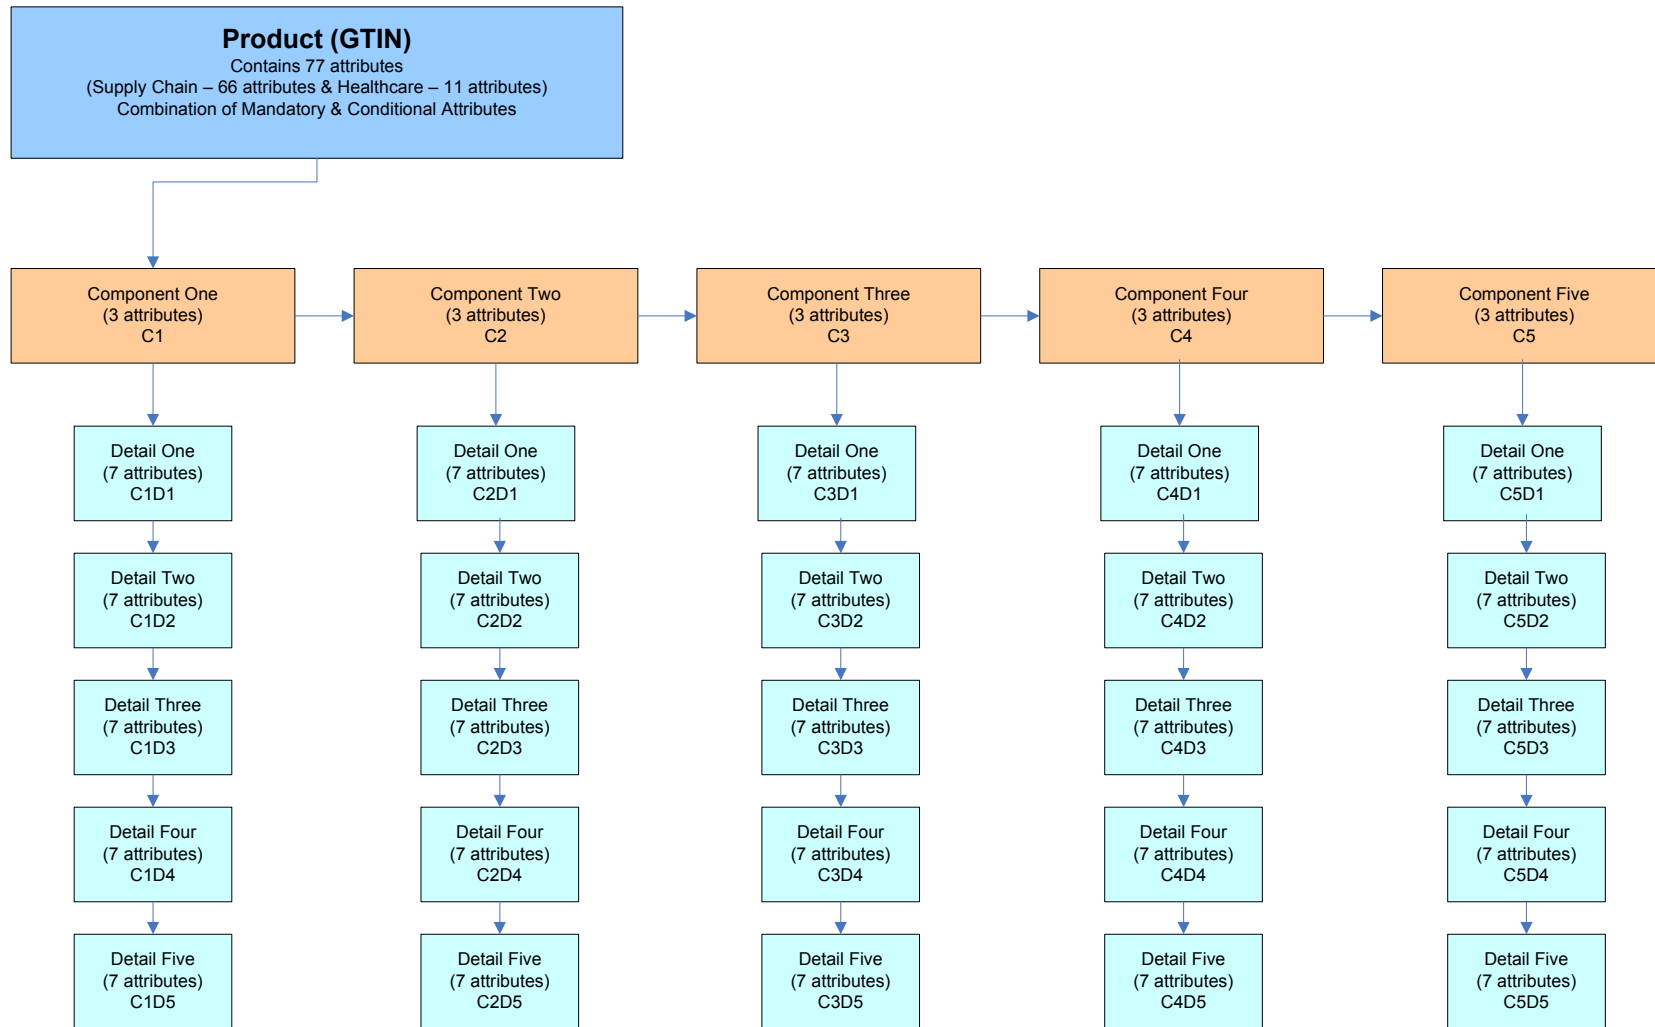 Product (GTIN)
Contains 77 attributes
(Supply Chain – 66 attributes & Healthcare – 11 attributes)
Combination of Mandatory & Conditional Attributes
Component One
(3 attributes)
C1
Component Two
(3 attributes)
C2
Component Three
(3 attributes)
C3
Component Four
(3 attributes)
C4
Component Five
(3 attributes)
C5
Detail One
(7 attributes)
C1D1
Detail One
(7 attributes)
C2D1
Detail One
(7 attributes)
C3D1
Detail One
(7 attributes)
C4D1
Detail One
(7 attributes)
C5D1
Detail Two
(7 attributes)
C1D2
Detail Two
(7 attributes)
C2D2
Detail Two
(7 attributes)
C3D2
Detail Two
(7 attributes)
C4D2
Detail Two
(7 attributes)
C5D2
Detail Three
(7 attributes)
C1D3
Detail Three
(7 attributes)
C2D3
Detail Three
(7 attributes)
C3D3
Detail Three
(7 attributes)
C4D3
Detail Three
(7 attributes)
C5D3
Detail Four
(7 attributes)
C1D4
Detail Four
(7 attributes)
C2D4
Detail Four
(7 attributes)
C3D4
Detail Four
(7 attributes)
C4D4
Detail Four
(7 attributes)
C5D4
Detail Five
(7 attributes)
C1D5
Detail Five
(7 attributes)
C2D5
Detail Five
(7 attributes)
C3D5
Detail Five
(7 attributes)
C4D5
Detail Five
(7 attributes)
C5D5